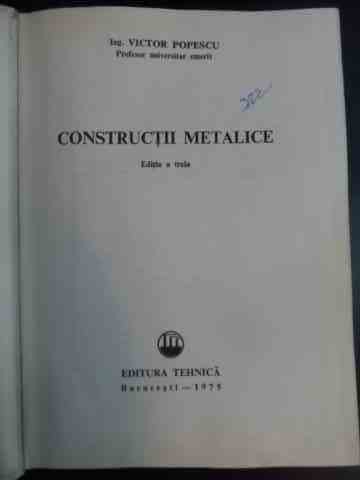 Ing. VICTOR POPESCU
Profesor universitar emerit
CONSTRUCȚII METALICE
Ediția a treia
EDITURA TEHNICĂ
București — 1975